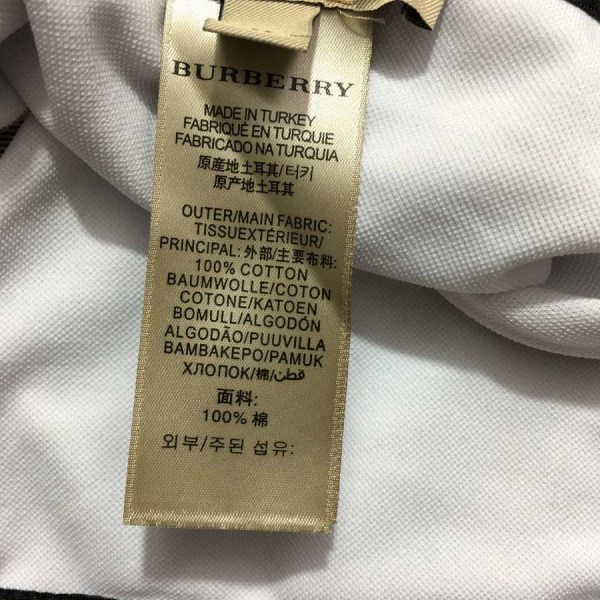 BURBERRY
MADE IN TURKEY
FABRIQUÉ EN TURQUIE
FABRICADO NA TURQUIA
原産地土耳其/터키
原产地土耳其
OUTER/MAIN FABRIC:
TISSUEXTÉRIEUR/
PRINCIPAL:外部/主要布料:
100% COTTON
BAUMWOLLE/COTON
COTONE/KATOEN
BOMULL/ALGODÓN
ALGODÃO/PUUVILLA
BAMBAKEPO/PAMUK
ХЛОПОК/棉/قطن
面料:
100% 棉
외부/주된 섬유: